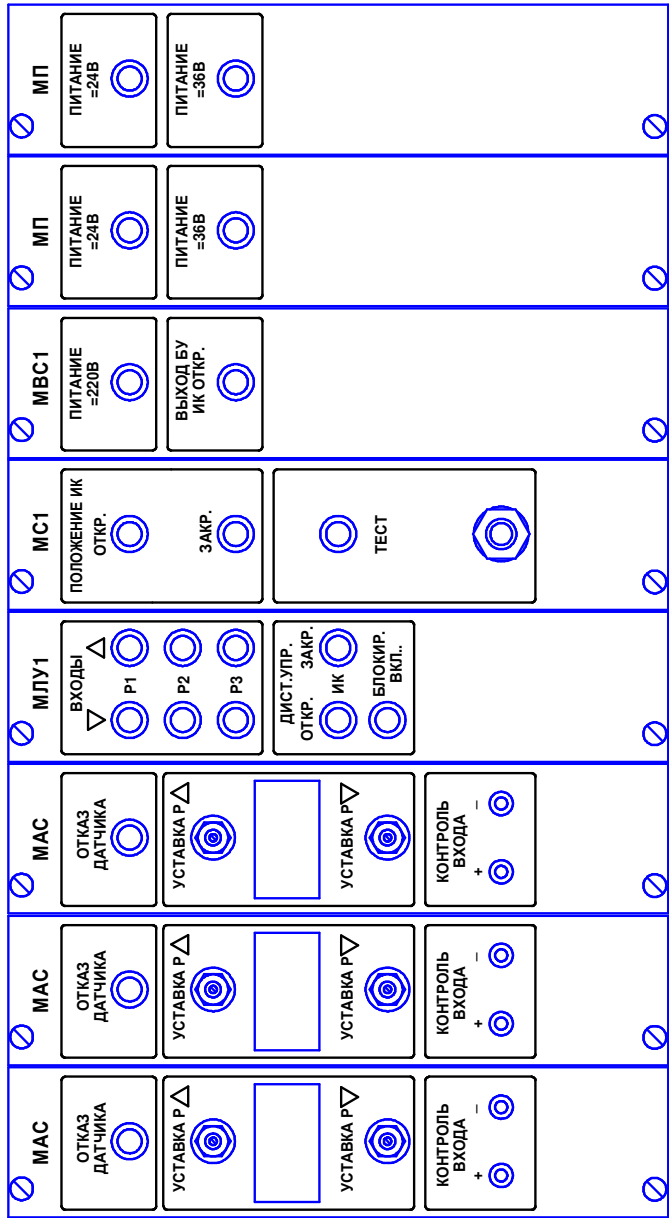 МАС
ОТКАЗ
ДАТЧИКА
УСТАВКА Р△
УСТАВКА Р▽
КОНТРОЛЬ
ВХОДА
+ −
МАС
ОТКАЗ
ДАТЧИКА
УСТАВКА Р△
УСТАВКА Р▽
КОНТРОЛЬ
ВХОДА
+ −
МАС
ОТКАЗ
ДАТЧИКА
УСТАВКА Р△
УСТАВКА Р▽
КОНТРОЛЬ
ВХОДА
+ −
МЛУ1
ВХОДЫ
▽ △
Р1
Р2
Р3
ДИСТ.УПР.
ОТКР. ЗАКР.
ИК
БЛОКИР.
ВКЛ..
МС1
ПОЛОЖЕНИЕ ИК
ОТКР.
ЗАКР.
ТЕСТ
МВС1
ПИТАНИЕ
=220В
ВЫХОД БУ
ИК ОТКР.
МП
ПИТАНИЕ
=24В
ПИТАНИЕ
=36В
МП
ПИТАНИЕ
=24В
ПИТАНИЕ
=36В